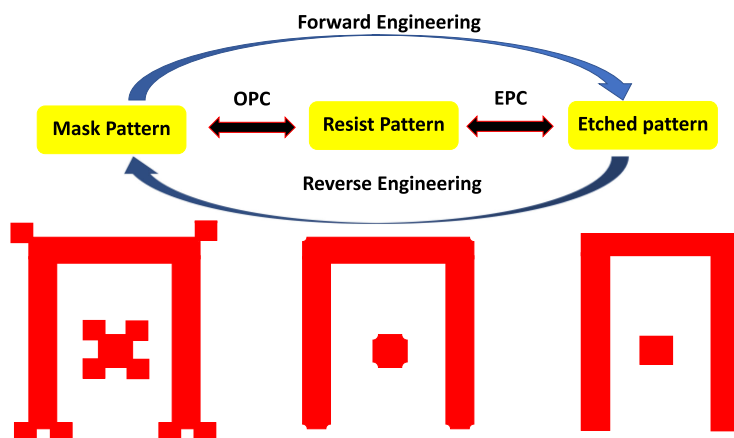 Forward Engineering
OPC
EPC
Mask Pattern
Resist Pattern
Etched pattern
Reverse Engineering